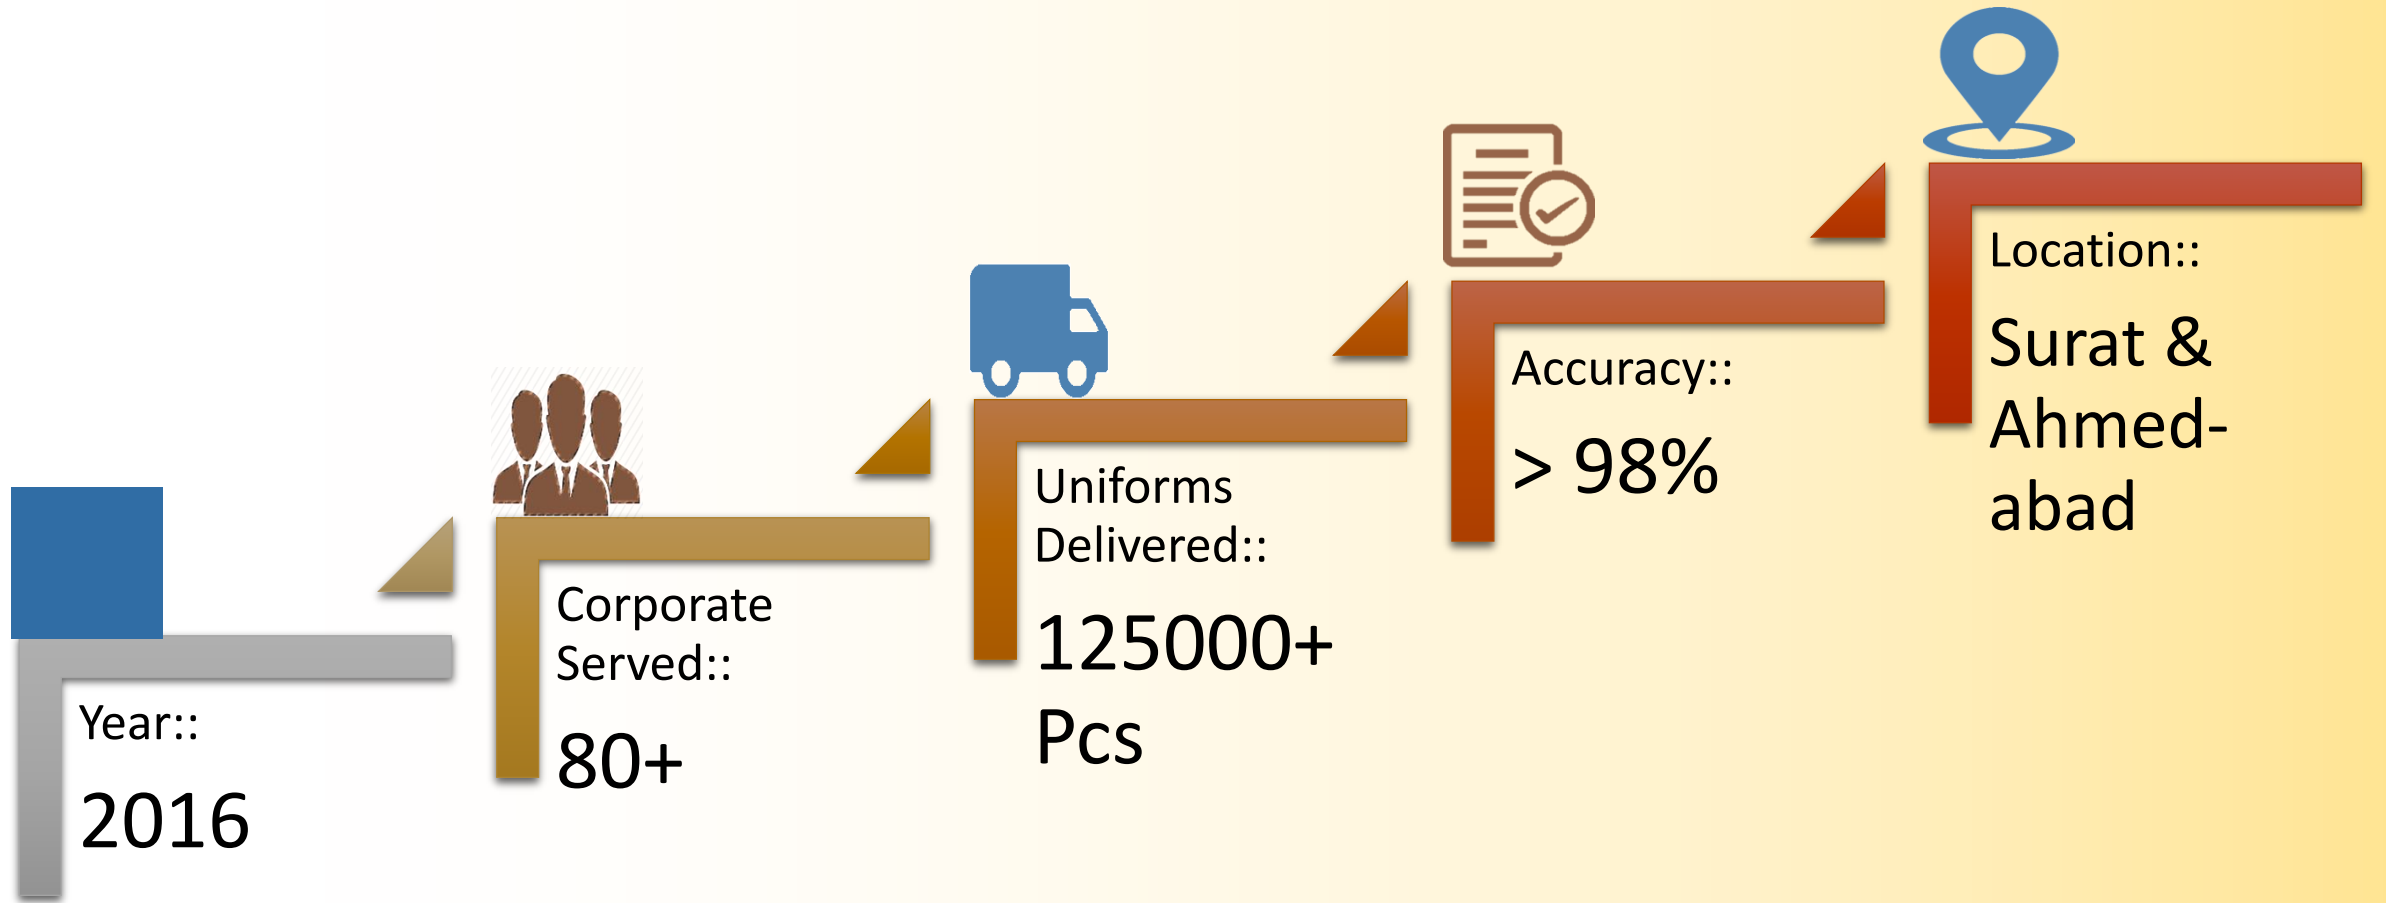 Year::
2016
Corporate
Served::
80+
Uniforms
Delivered::
125000+
Pcs
Accuracy::
> 98%
Location::
Surat &
Ahmed-
abad